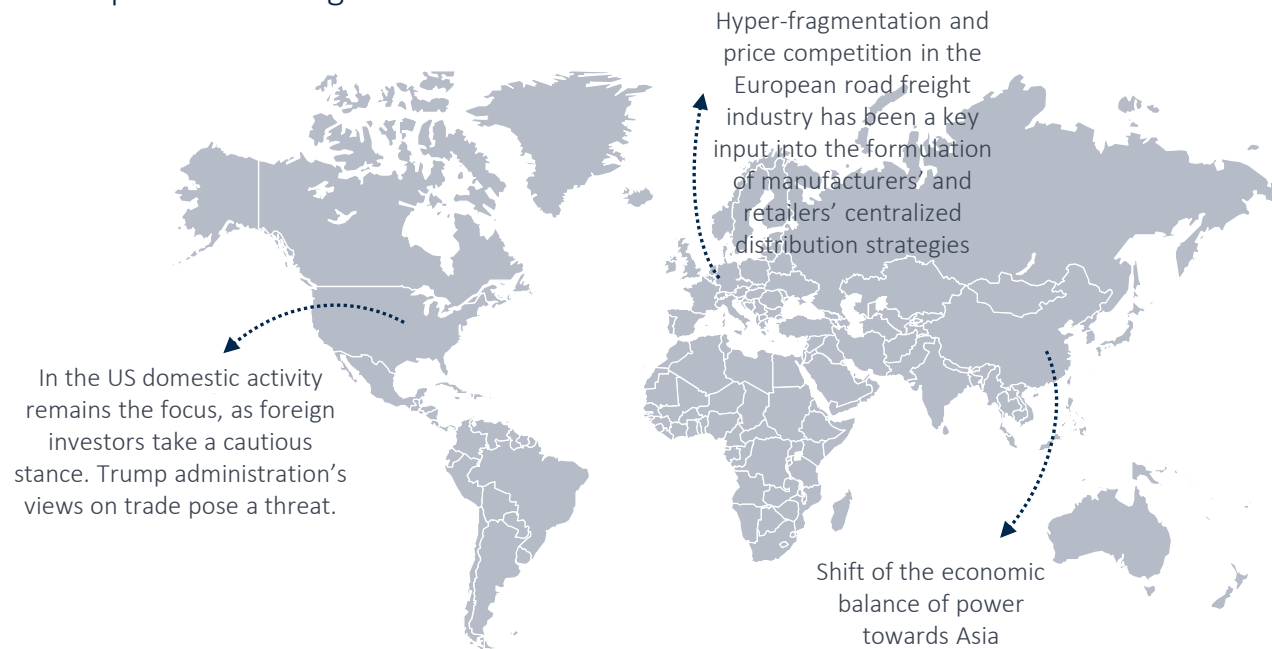 Hyper-fragmentation and
price competition in the
European road freight
industry has been a key
input into the formulation
of manufacturers’ and
retailers’ centralized
distribution strategies
In the US domestic activity
remains the focus, as foreign
investors take a cautious
stance. Trump administration’s
views on trade pose a threat.
Shift of the economic
balance of power
towards Asia